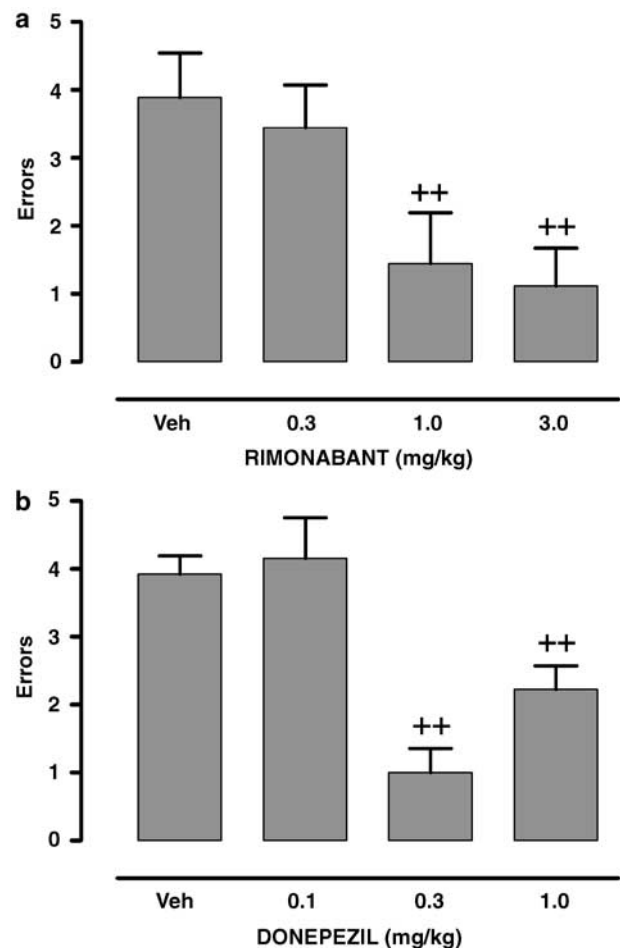 a
5
4
3
2
1
0
Errors
++
++
Veh 0.3 1.0 3.0
RIMONABANT (mg/kg)
b
5
4
3
2
1
0
Errors
++
++
Veh 0.1 0.3 1.0
DONEPEZIL (mg/kg)